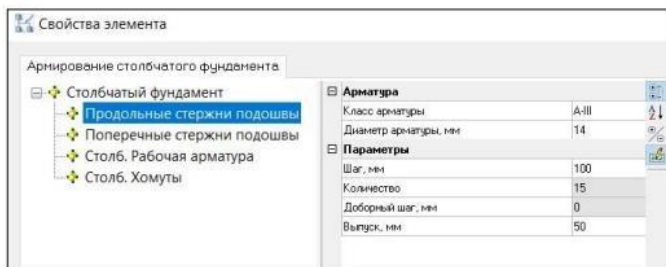 Свойства элемента
Армирование столбчатого фундамента
Столбчатый фундамент
Продольные стержни подошвы
Поперечные стержни подошвы
Столб. Рабочая арматура
Столб. Хомуты
Арматура
Класс арматуры A-III
Диаметр арматуры, мм 14
Параметры
Шаг, мм 100
Количество 15
Доборный шаг, мм 0
Выпуск, мм 50